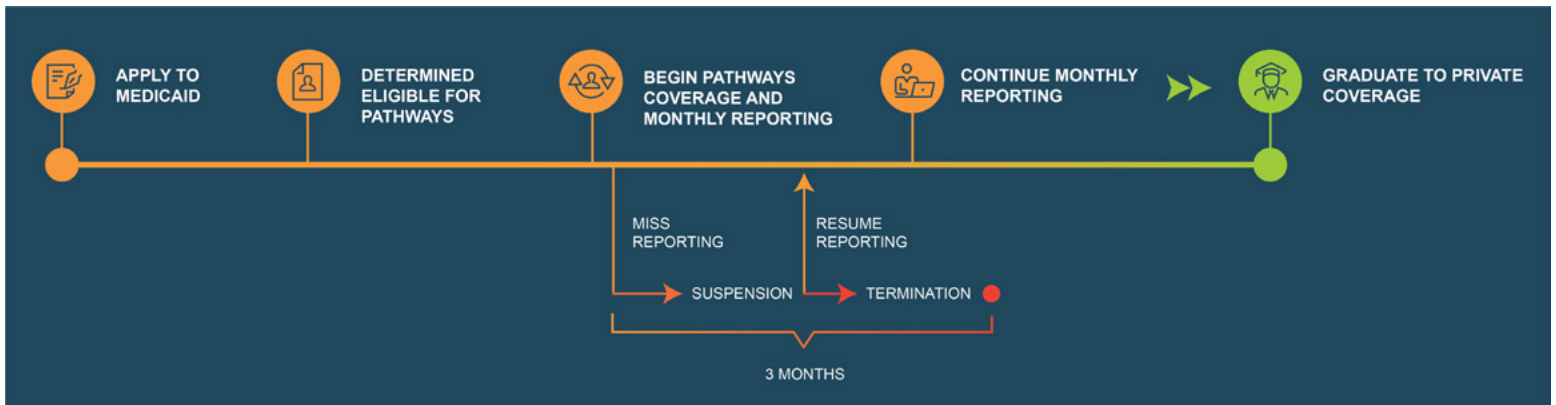 APPLY TO
MEDICAID
DETERMINED
ELIGIBLE FOR
PATHWAYS
BEGIN PATHWAYS
COVERAGE AND
MONTHLY REPORTING
CONTINUE MONTHLY
REPORTING
GRADUATE TO PRIVATE
COVERAGE
MISS
REPORTING
RESUME
REPORTING
SUSPENSION
TERMINATION
3 MONTHS